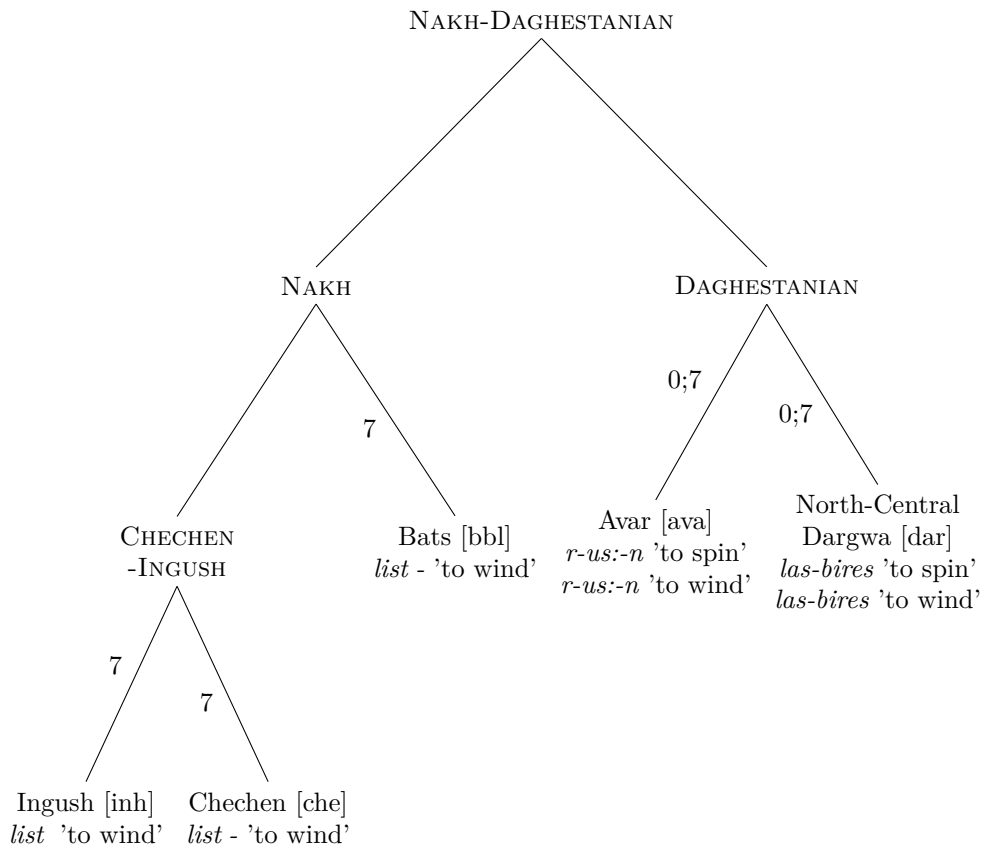 NAKH-DAGHESTANIAN
NAKH
DAGHESTANIAN
0;7
0;7
7
CHECHEN
-INGUSH
Bats [bbl]
list - 'to wind'
Avar [ava]
r-us:-n 'to spin'
r-us:-n 'to wind'
North-Central
Dargwa [dar]
las-bires 'to spin'
las-bires 'to wind'
7
7
Ingush [inh]
list 'to wind'
Chechen [che]
list - 'to wind'